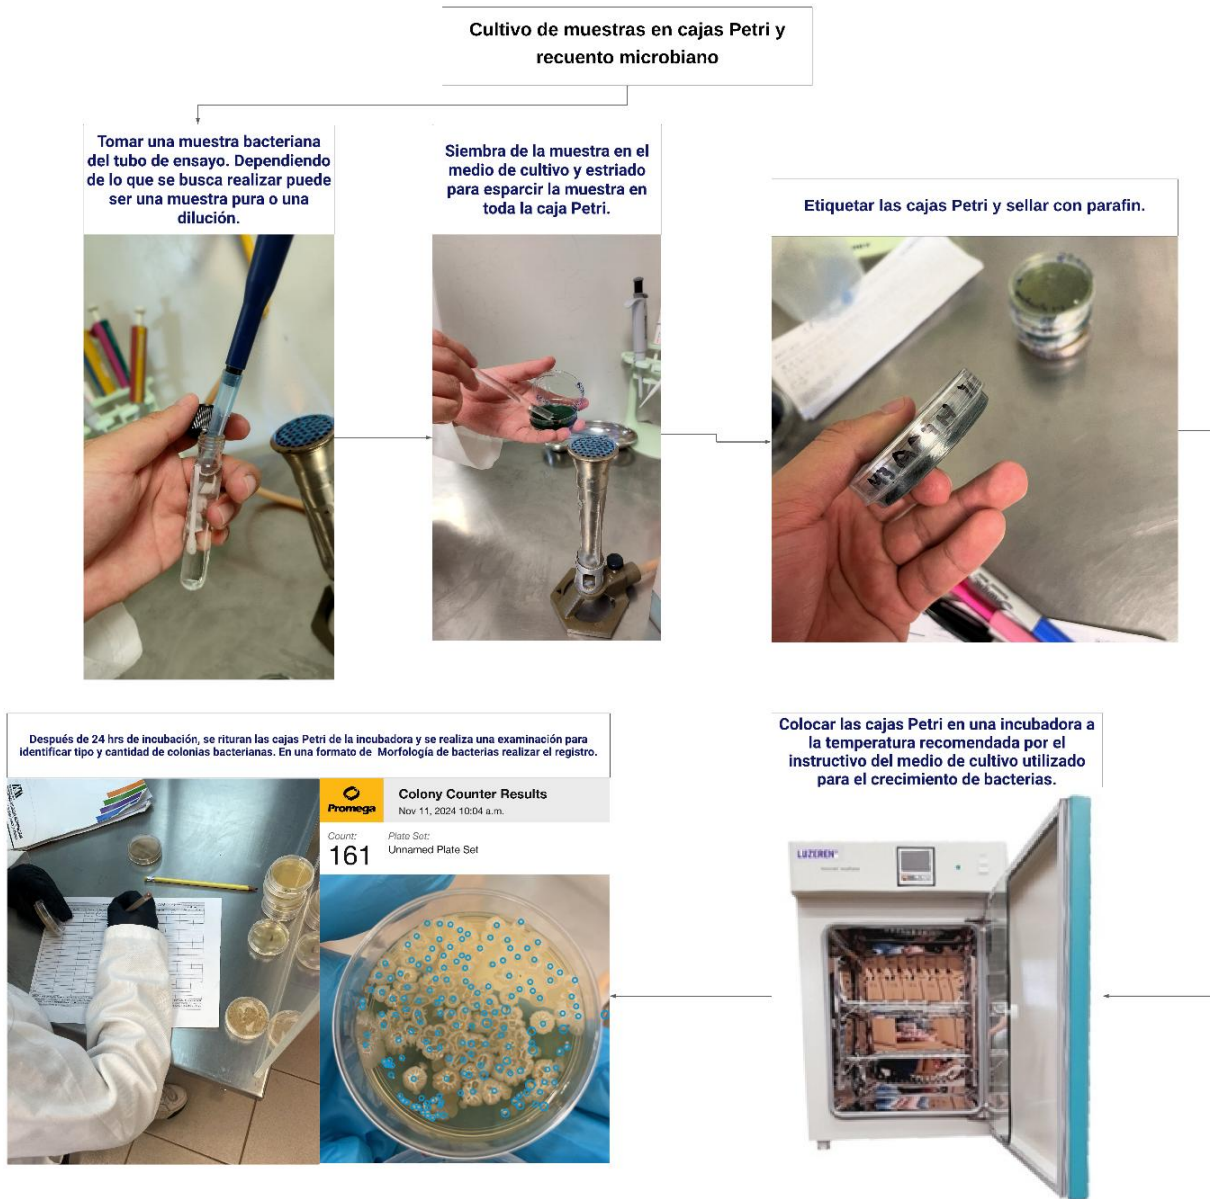 Cultivo de muestras en cajas Petri y
recuento microbiano
Tomar una muestra bacteriana
del tubo de ensayo. Dependiendo
de lo que se busca realizar puede
ser una muestra pura o una
dilución.
Siembra de la muestra en el
medio de cultivo y estriado
para esparcir la muestra en
toda la caja Petri.
Etiquetar las cajas Petri y sellar con parafin.
Después de 24 hrs de incubación, se rituran las cajas Petri de la incubadora y se realiza una examinación para
identificar tipo y cantidad de colonias bacterianas. En una formato de Morfología de bacterias realizar el registro.
Promega
Colony Counter Results
Nov 11, 2024 10:04 a.m.
Count:
161
Plate Set:
Unnamed Plate Set
Colocar las cajas Petri en una incubadora a
la temperatura recomendada por el
instructivo del medio de cultivo utilizado
para el crecimiento de bacterias.
LUZEREN